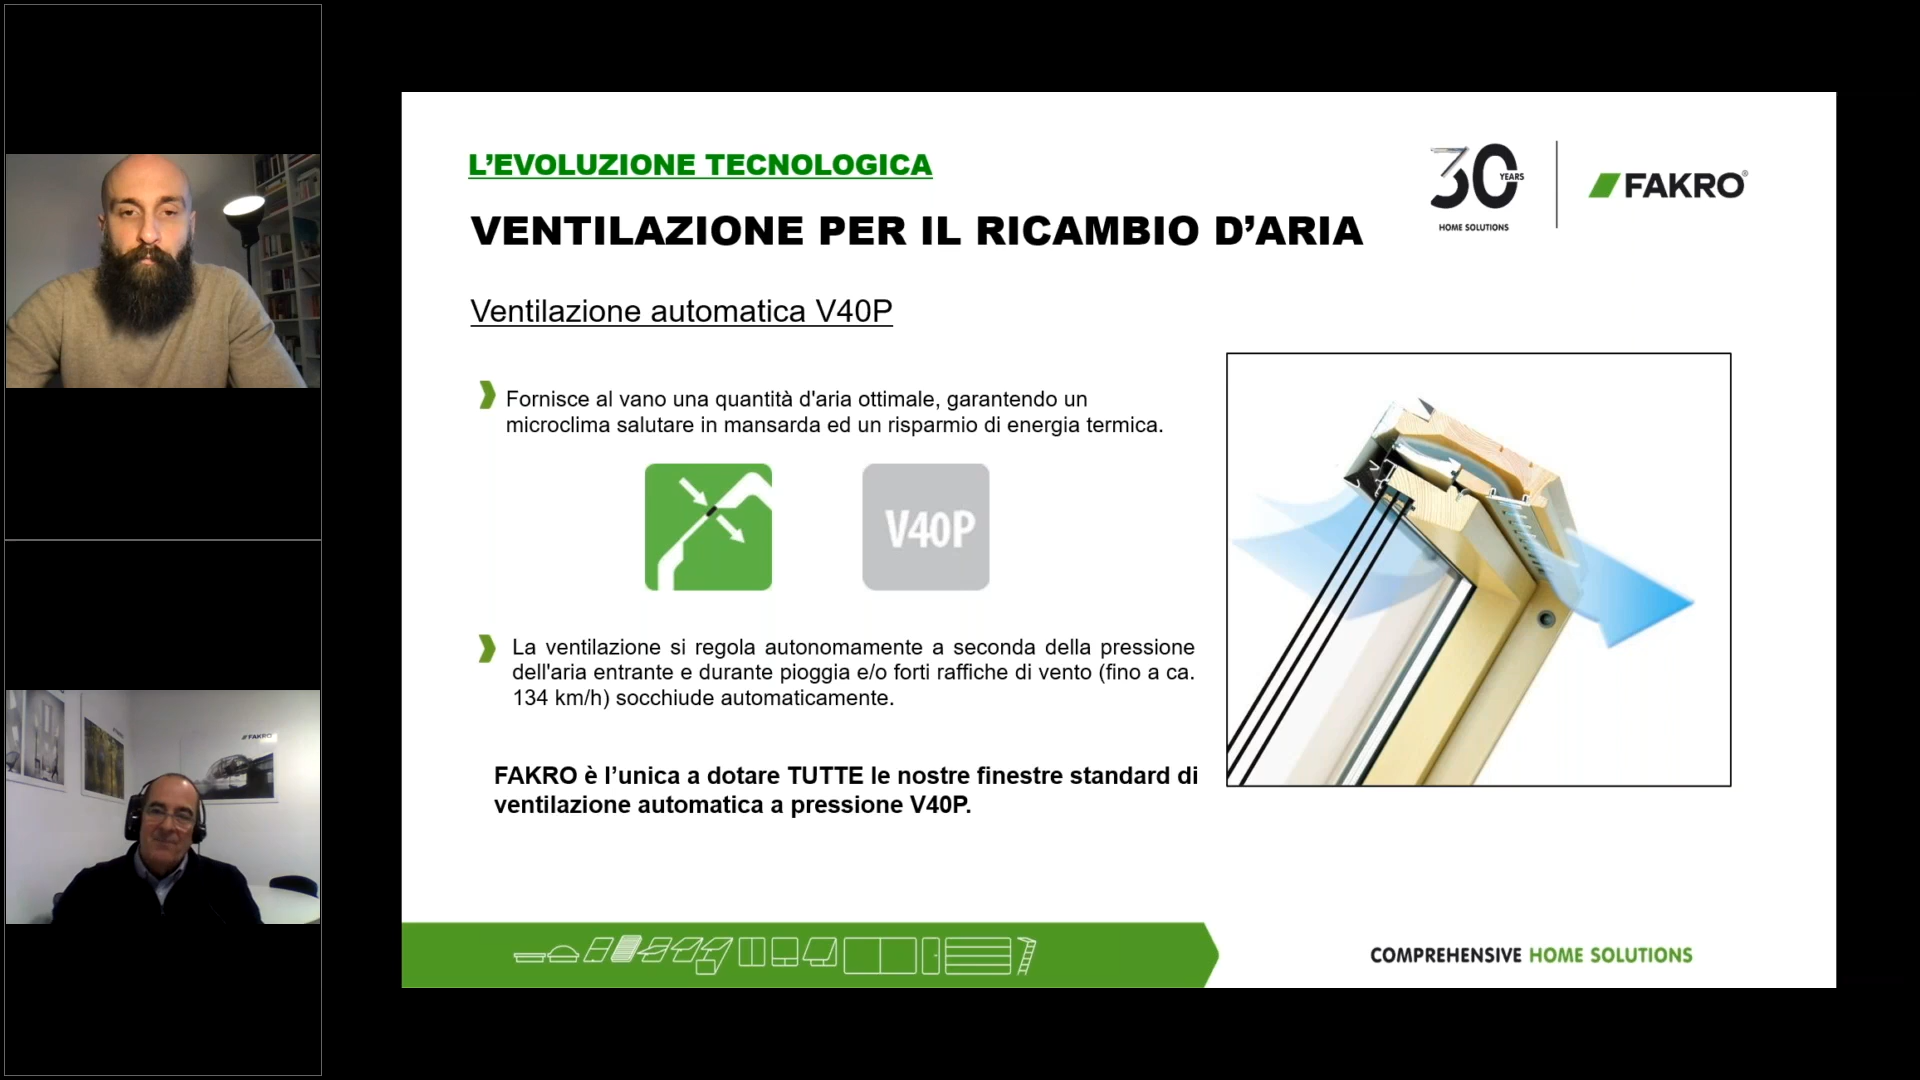 L’EVOLUZIONE TECNOLOGICA
VENTILAZIONE PER IL RICAMBIO D’ARIA
30 YEARS
HOME SOLUTIONS
FAKRO®
Ventilazione automatica V40P
Fornisce al vano una quantità d'aria ottimale, garantendo un
microclima salutare in mansarda ed un risparmio di energia termica.
V40P
La ventilazione si regola autonomamente a seconda della pressione
dell'aria entrante e durante pioggia e/o forti raffiche di vento (fino a ca.
134 km/h) socchiude automaticamente.
FAKRO è l’unica a dotare TUTTE le nostre finestre standard di
ventilazione automatica a pressione V40P.
COMPREHENSIVE HOME SOLUTIONS
FAKRO